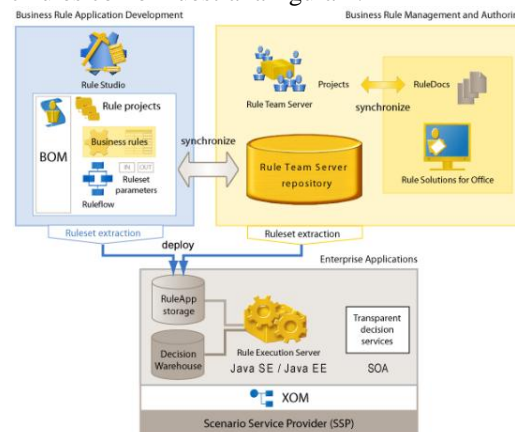 Business Rule Application Development
Business Rule Management and Authorin
Rule Studio
Rule projects
BOM
Business rules
IN OUT
Ruleset
parameters
Ruleflow
synchronize
Rule Team Server
Projects
synchronize
RuleDocs
Rule Team Server
repository
Rule Solutions for Office
Ruleset extraction
Ruleset extraction
deploy
Enterprise Applications
RuleApp
storage
Decision
Warehouse
Rule Execution Server
Java SE / Java EE
Transparent
decision
services
SOA
XOM
Scenario Service Provider (SSP)